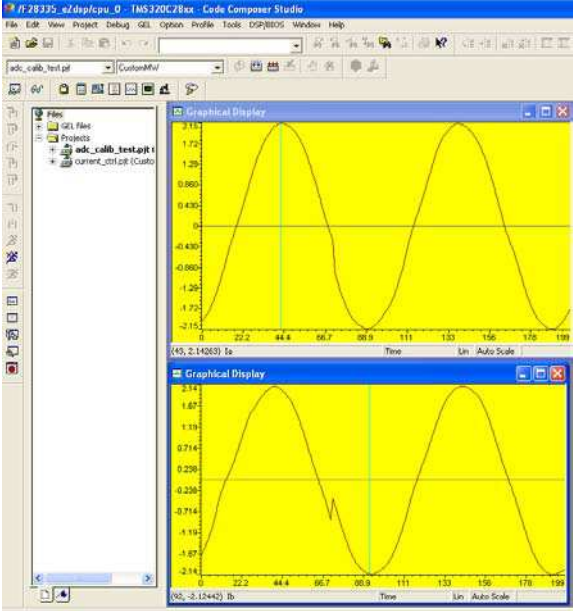 /F28335_eZdsp/cpu_0 - TMS320C28xx - Code Composer Studio
File Edit View Project Debug GEL Option Profile Tools DSP/BIOS Window Help
adc_calib_test.pjt CustomMW
Files
GEL files
Projects
adc_calib_test.pjt (
current_ctrl.pjt (Custo
Graphical Display
2.15
1.72
1.29
0.860
0.430
0
-0.430
-0.860
-1.29
-1.72
-2.15
0 22.2 44.4 66.7 88.9 111 133 156 178 199
(43, 2.14263) Ia Time Lin Auto Scale
Graphical Display
2.14
1.67
1.19
0.714
0.238
-0.238
-0.714
-1.19
-1.67
-2.14
0 22.2 44.4 66.7 88.9 111 133 156 178 199
(92, -2.12442) Ib Time Lin Auto Scale